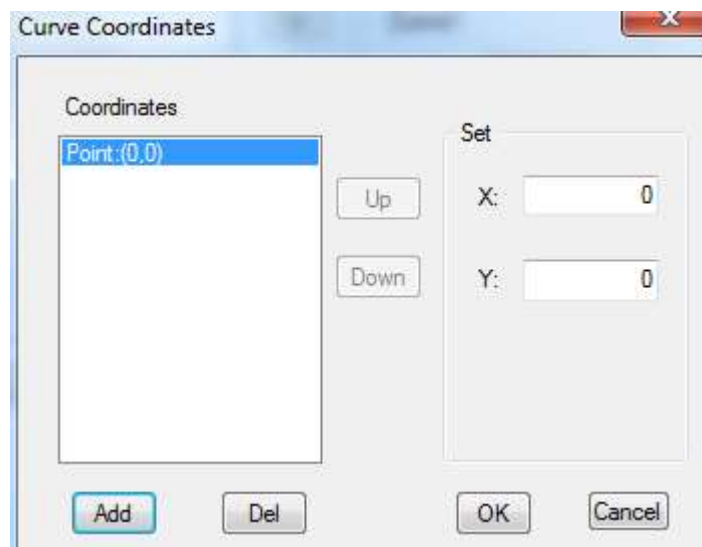 Curve Coordinates
Coordinates
Point:(0,0)
Up
Down
Set
X: 0
Y: 0
Add
Del
OK
Cancel